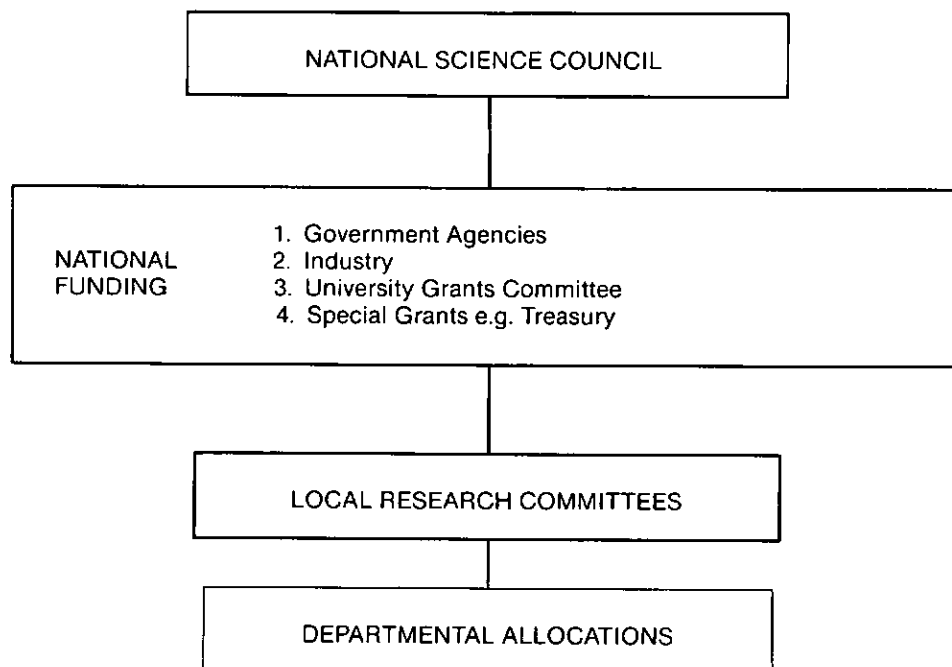 NATIONAL SCIENCE COUNCIL
NATIONAL
FUNDING
1. Government Agencies
2. Industry
3. University Grants Committee
4. Special Grants e.g. Treasury
LOCAL RESEARCH COMMITTEES
DEPARTMENTAL ALLOCATIONS